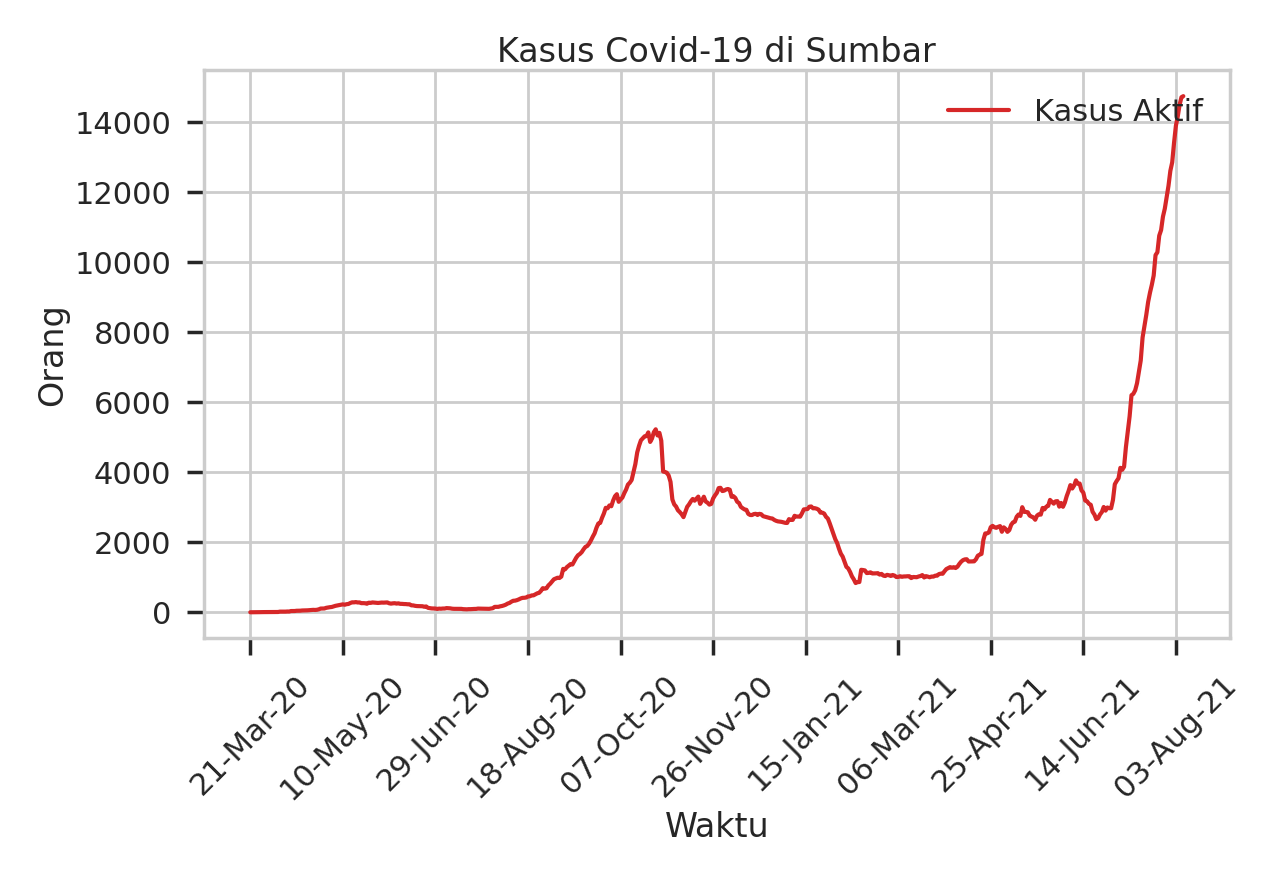 Kasus Covid-19 di Sumbar
Kasus Aktif
14000
12000
10000
8000
6000
4000
2000
0
Orang
21-Mar-20
10-May-20
29-Jun-20
18-Aug-20
07-Oct-20
26-Nov-20
15-Jan-21
06-Mar-21
25-Apr-21
14-Jun-21
03-Aug-21
Waktu